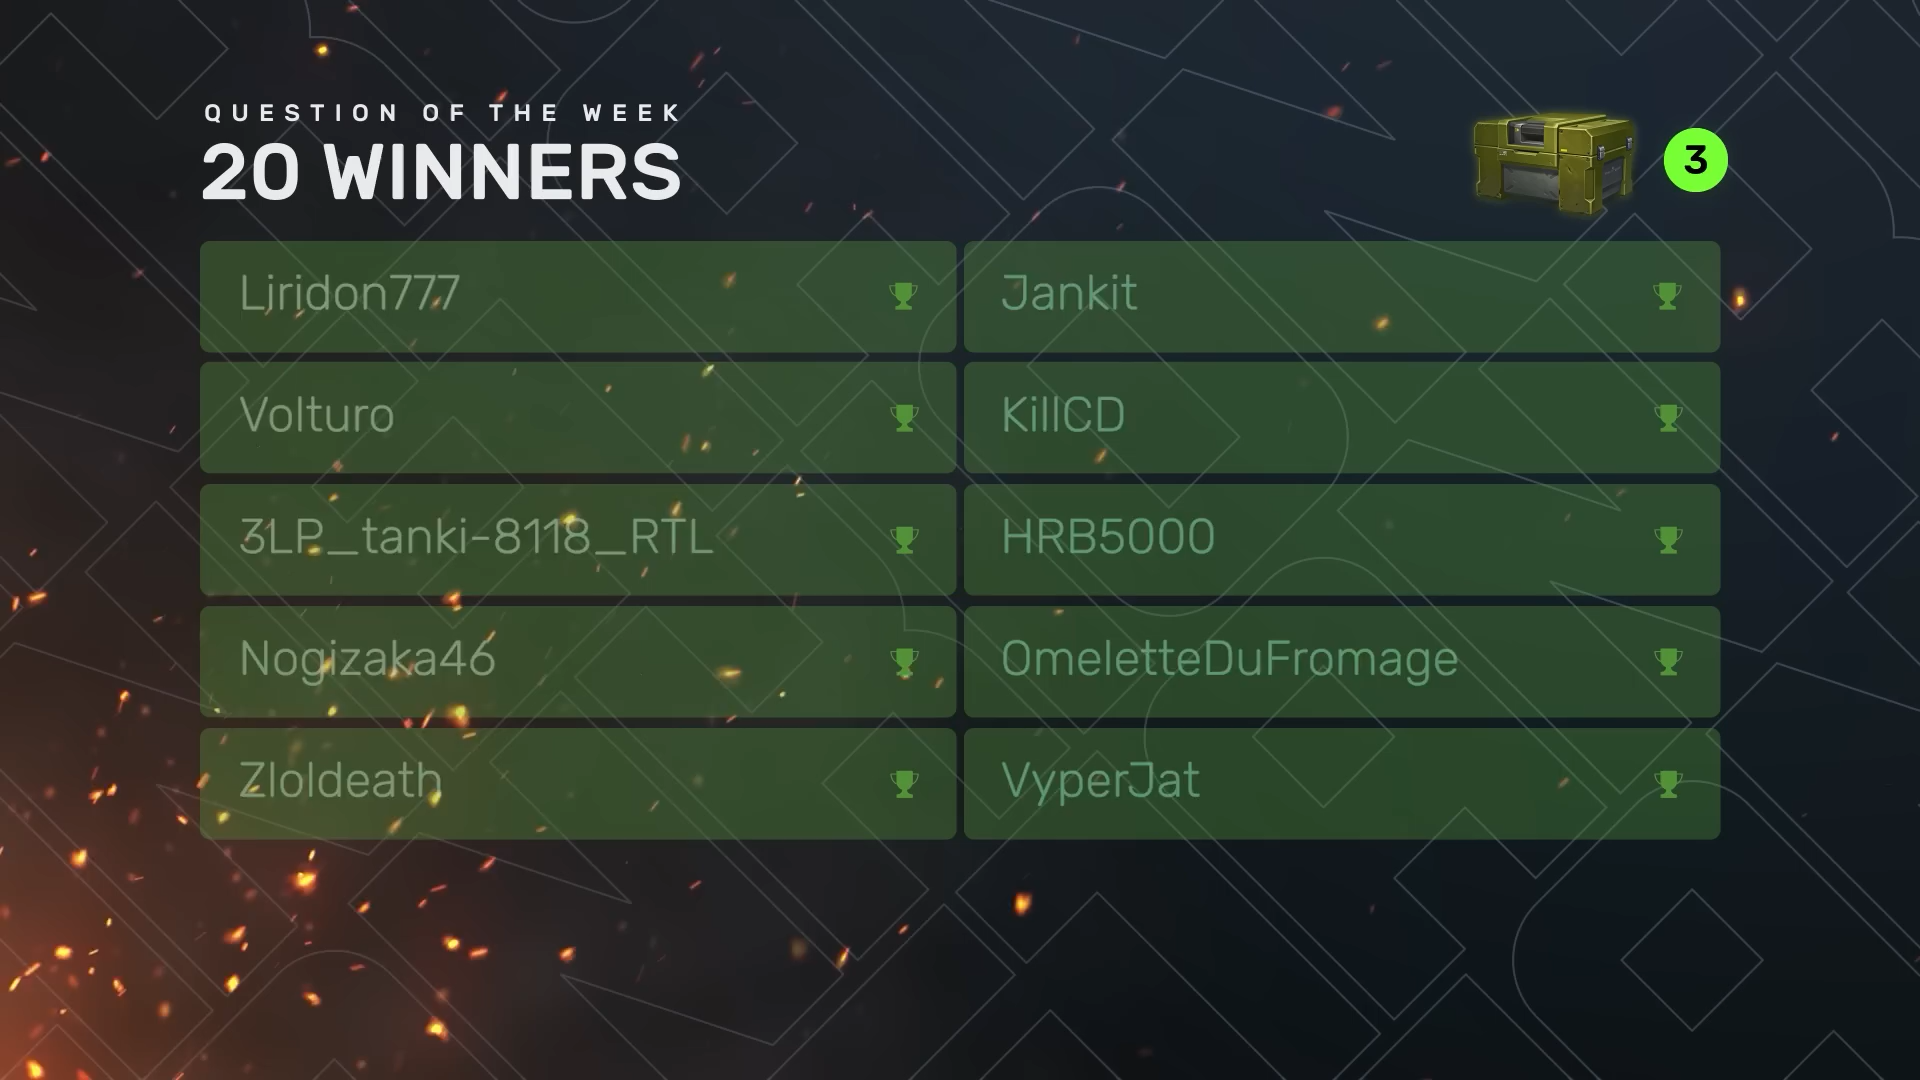 QUESTION OF THE WEEK
20 WINNERS
3
Liridon777
Jankit
Volturo
KillCD
3LP_tanki-8118_RTL
HRB5000
Nogizaka46
OmeletteDuFromage
Zloldeath
VyperJat